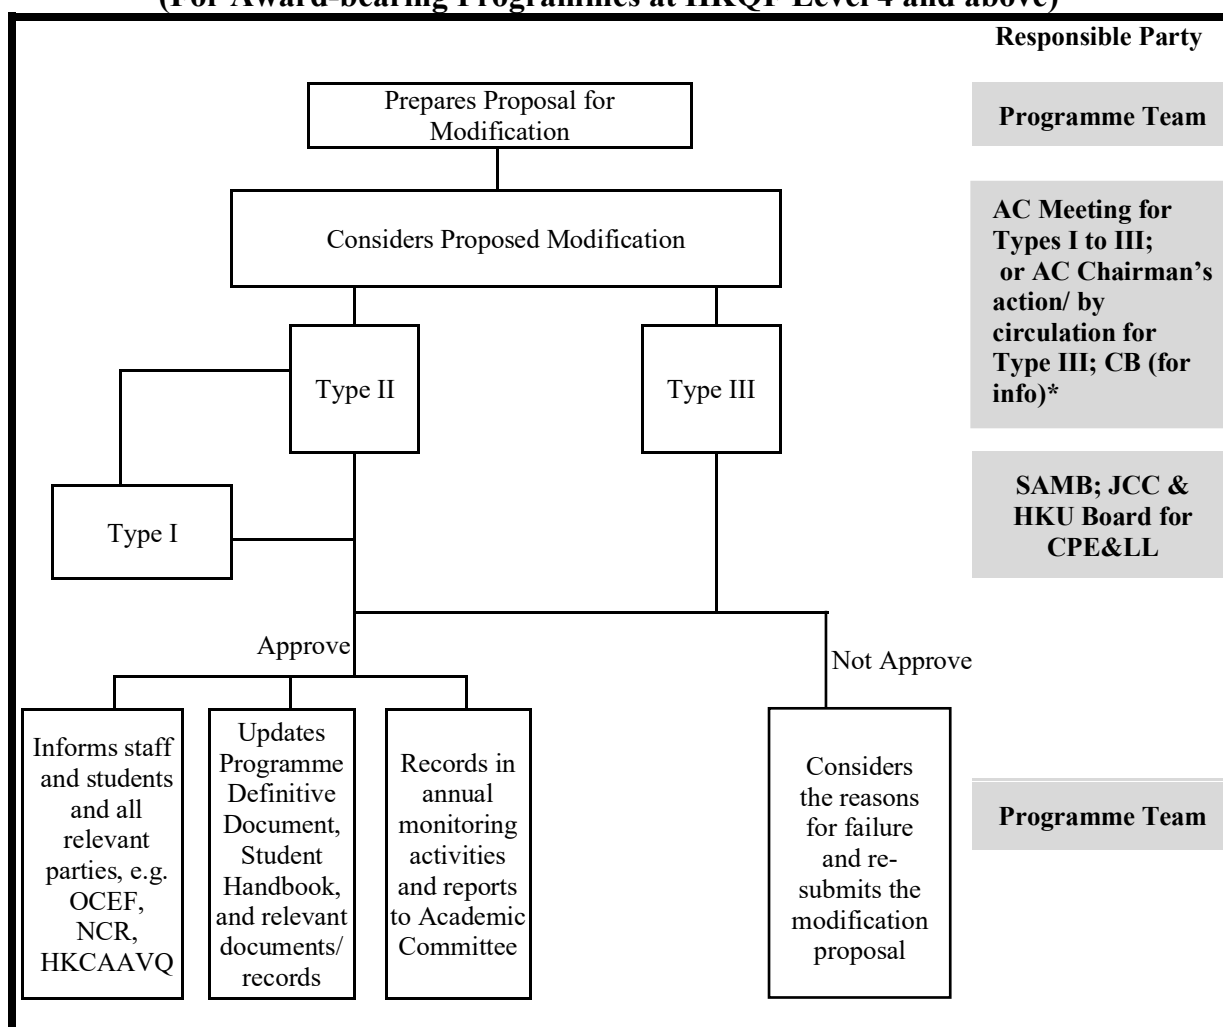 (For Award-bearing Programmes at HKQF Level 4 and above)
Responsible Party
Prepares Proposal for
Modification
Programme Team
Considers Proposed Modification
AC Meeting for
Types I to III;
or AC Chairman’s
action/ by
circulation for
Type III; CB (for
info)*
Type II
Type III
Type I
SAMB; JCC &
HKU Board for
CPE&LL
Approve
Not Approve
Informs staff
and students
and all
relevant
parties, e.g.
OCEF,
NCR,
HKCAAVQ
Updates
Programme
Definitive
Document,
Student
Handbook,
and relevant
documents/
records
Records in
annual
monitoring
activities
and reports
to Academic
Committee
Considers
the reasons
for failure
and re-
submits the
modification
proposal
Programme Team